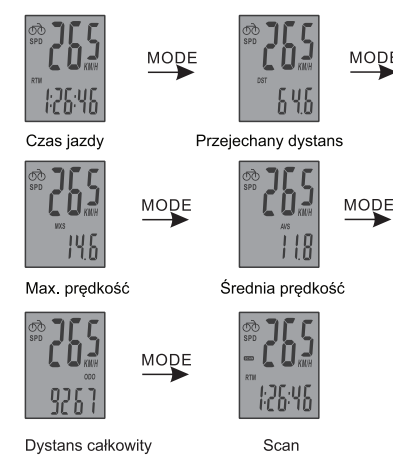 SPD 26.5 KM/H
RTM
1:26:46
MODE
SPD 26.5 KM/H
DST
64.6
MODE
Czas jazdy
Przejechany dystans
SPD 26.5 KM/H
MXS
14.6
MODE
SPD 26.5 KM/H
AVS
11.8
MODE
Max. prędkość
Średnia prędkość
SPD 26.5 KM/H
ODO
9267
MODE
SPD 26.5 KM/H
RTM
1:26:46
Dystans całkowity
Scan